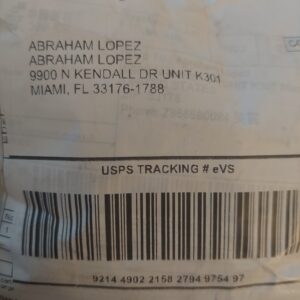 ABRAHAM LOPEZ
ABRAHAM LOPEZ
9900 N KENDALL DR UNIT K301
MIAMI, FL 33176-1788
USPS TRACKING # eVS
9214 4902 2158 2794 9754 97